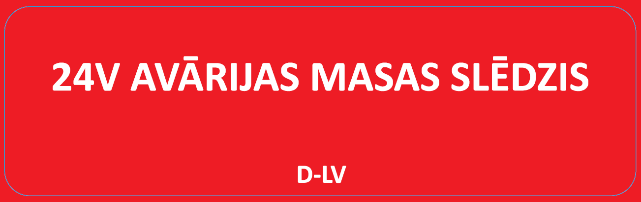 24V AVĀRIJAS MASAS SLĒDZIS
D-LV